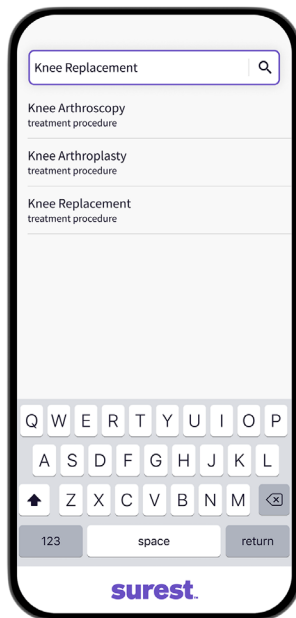 Knee Replacement
Knee Arthroscopy
treatment procedure
Knee Arthroplasty
treatment procedure
Knee Replacement
treatment procedure
Q W E R T Y U I O P
A S D F G H J K L
Z X C V B N M
123 space return
surest